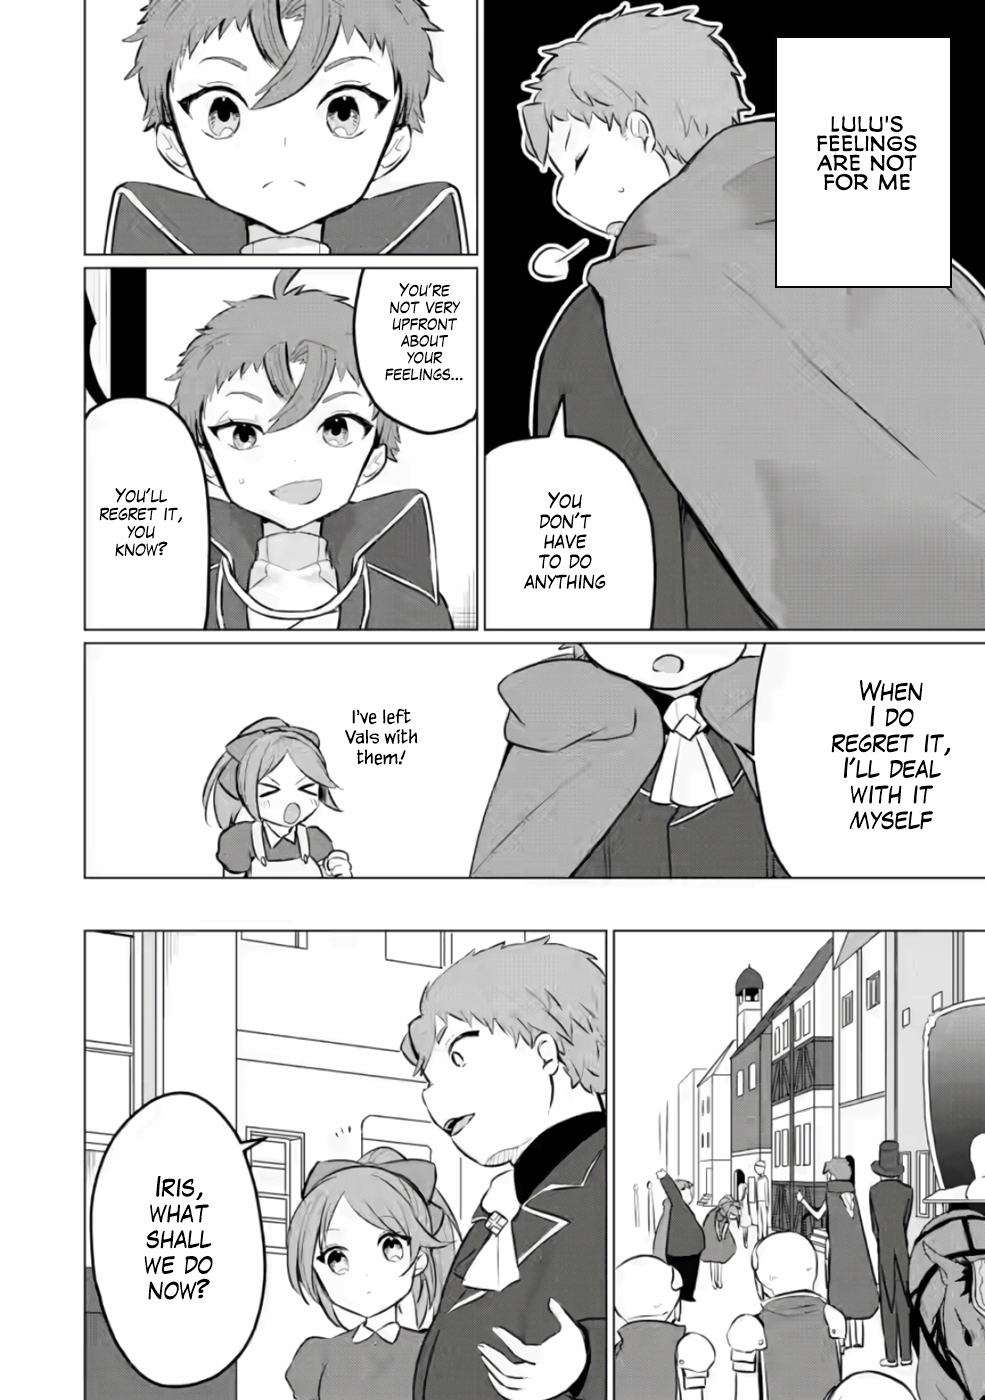 LULU'S
FEELINGS
ARE NOT
FOR ME
YOU
DON'T
HAVE
TO DO
ANYTHING
YOU'RE
NOT VERY
UPFRONT
ABOUT
YOUR
FEELINGS...
YOU'LL
REGRET IT,
YOU
KNOW?
WHEN
I DO
REGRET IT,
I'LL DEAL
WITH IT
MYSELF
I've left
Vals with
them!
IRIS,
WHAT
SHALL
WE DO
NOW?